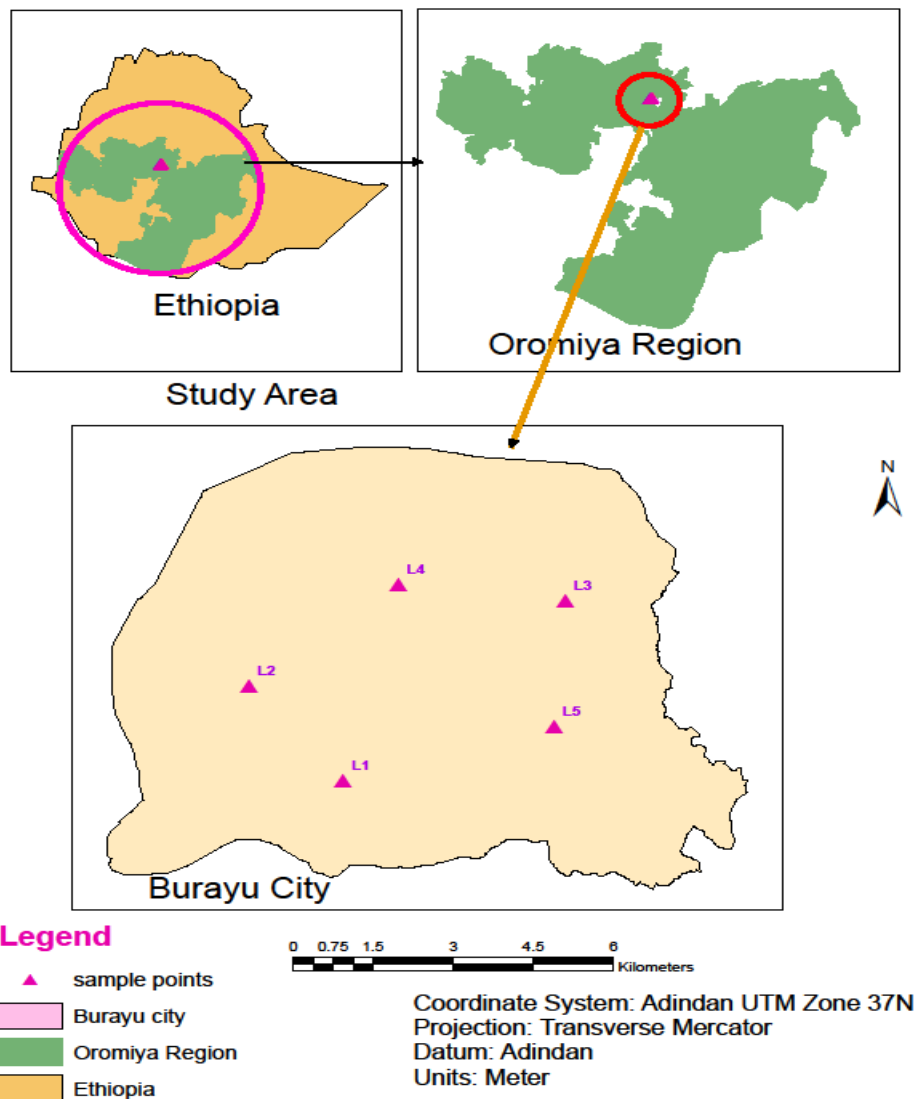 Ethiopia
Oromiya Region
Study Area
N
L4
L3
L2
L5
L1
Burayu City
Legend
sample points
Burayu city
Oromiya Region
Ethiopia
0 0.75 1.5 3 4.5 6
Kilometers
Coordinate System: Adindan UTM Zone 37N
Projection: Transverse Mercator
Datum: Adindan
Units: Meter